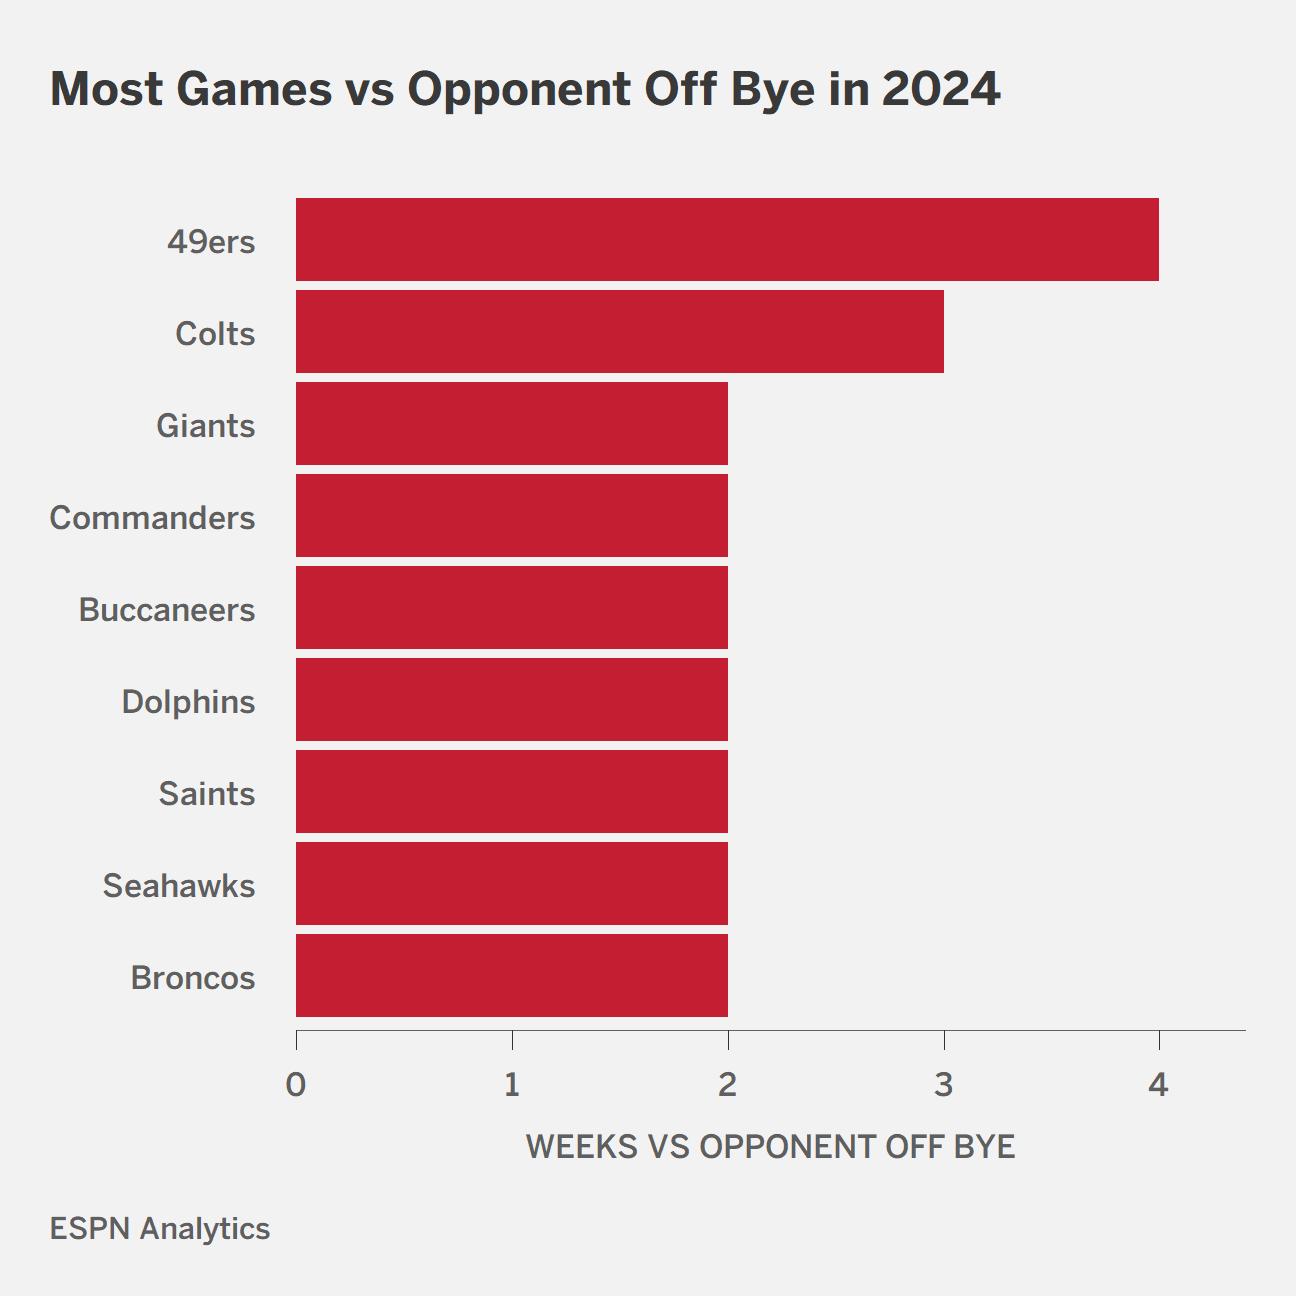 Most Games vs Opponent Off Bye in 2024
49ers
Colts
Giants
Commanders
Buccaneers
Dolphins
Saints
Seahawks
Broncos
0 1 2 3 4
WEEKS VS OPPONENT OFF BYE
ESPN Analytics